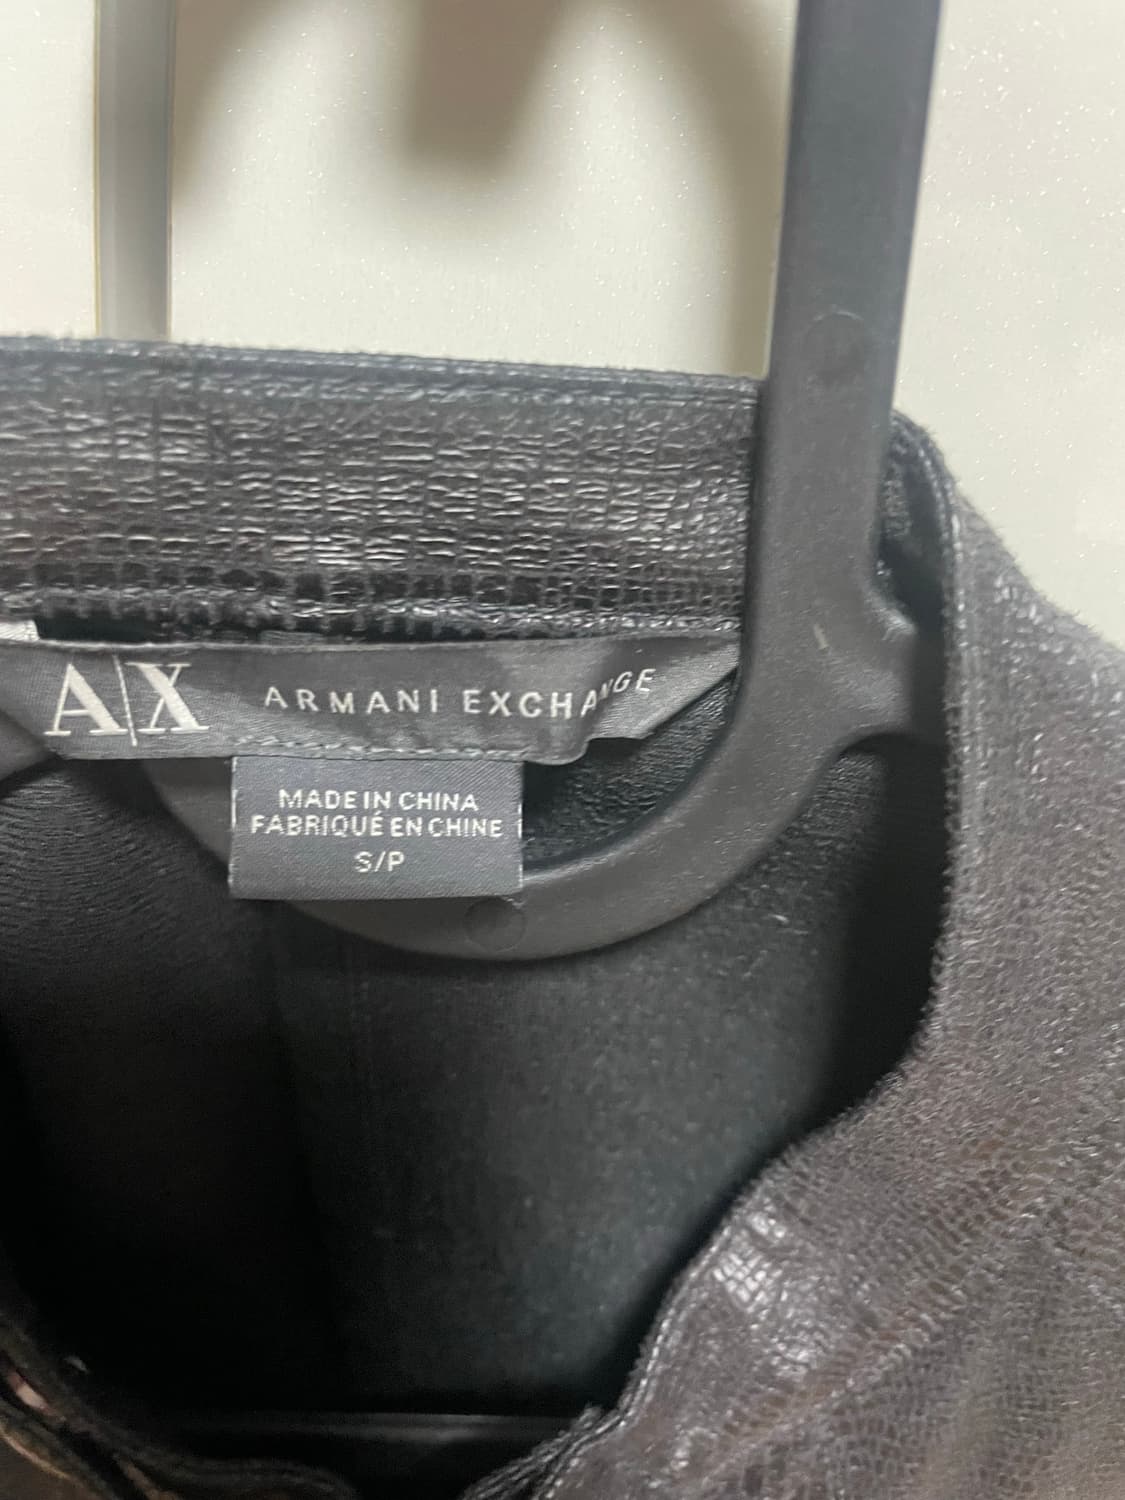 A|X ARMANI EXCHANGE
MADE IN CHINA
FABRIQUÉ EN CHINE
S/P